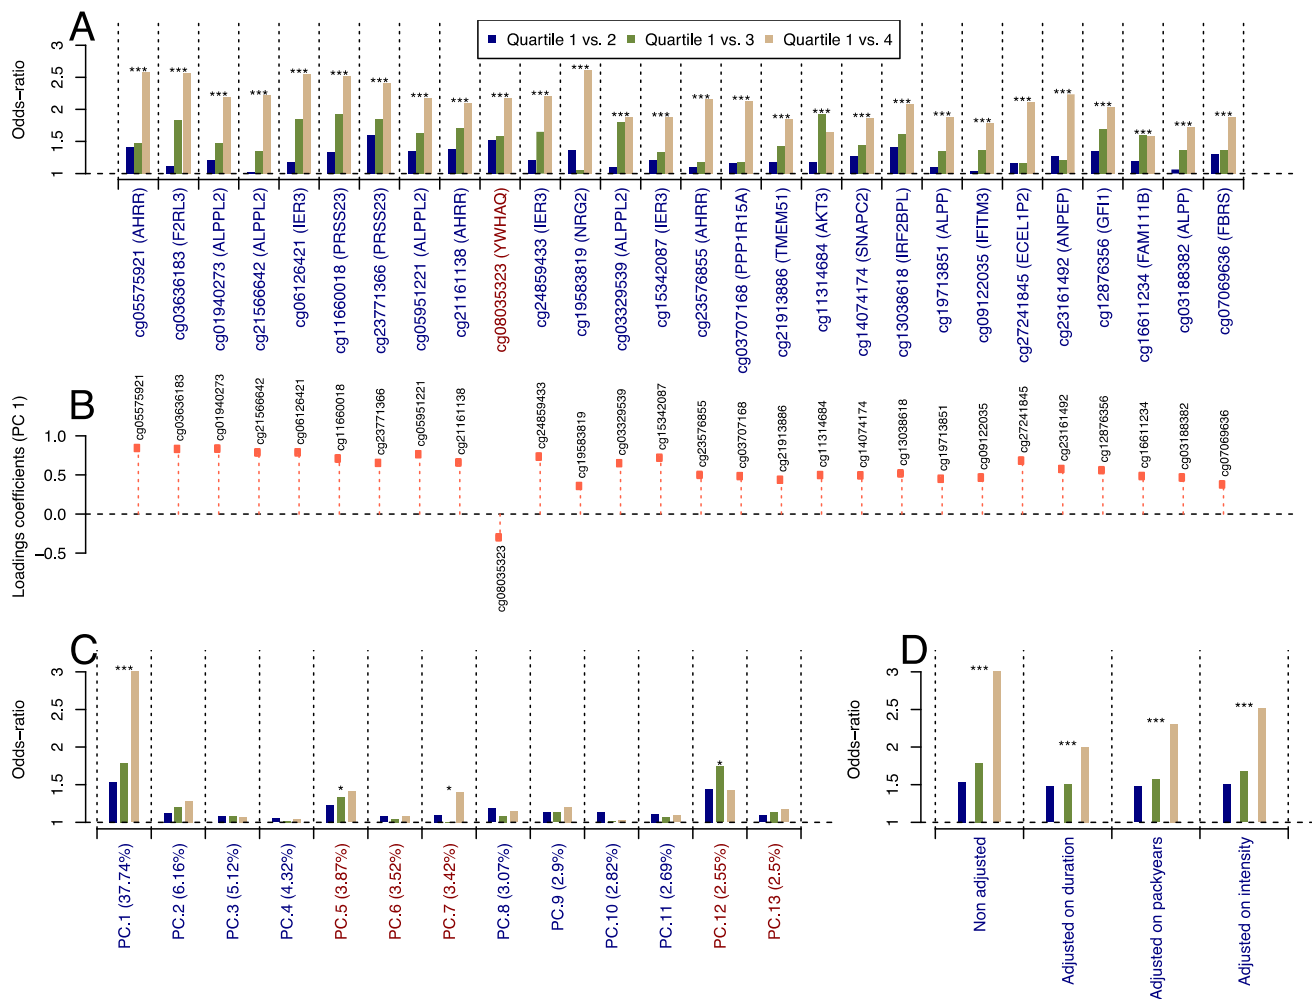 A
Quartile 1 vs. 2 Quartile 1 vs. 3 Quartile 1 vs. 4
Odds−ratio
3
2.5
2
1.5
1
*** *** *** *** *** *** *** *** *** *** *** *** *** *** *** *** *** *** *** *** *** *** *** *** *** *** *** ***
cg05575921 (AHRR)
cg03636183 (F2RL3)
cg01940273 (ALPPL2)
cg21566642 (ALPPL2)
cg06126421 (IER3)
cg11660018 (PRSS23)
cg23771366 (PRSS23)
cg05951221 (ALPPL2)
cg21161138 (AHRR)
cg08035323 (YWHAQ)
cg24859433 (IER3)
cg19583819 (NRG2)
cg03329539 (ALPPL2)
cg15342087 (IER3)
cg23576855 (AHRR)
cg03707168 (PPP1R15A)
cg21913886 (TMEM51)
cg11314684 (AKT3)
cg14074174 (SNAPC2)
cg13038618 (IRF2BPL)
cg19713851 (ALPP)
cg09122035 (IFITM3)
cg27241845 (ECEL1P2)
cg23161492 (ANPEP)
cg12876356 (GFI1)
cg16611234 (FAM111B)
cg03188382 (ALPP)
cg07069636 (FBRS)
B
Loadings coefficients (PC 1)
1.0
0.5
0.0
−0.5
cg05575921
cg03636183
cg01940273
cg21566642
cg06126421
cg11660018
cg23771366
cg05951221
cg21161138
cg08035323
cg24859433
cg19583819
cg03329539
cg15342087
cg23576855
cg03707168
cg21913886
cg11314684
cg14074174
cg13038618
cg19713851
cg09122035
cg27241845
cg23161492
cg12876356
cg16611234
cg03188382
cg07069636
C
Odds−ratio
3
2.5
2
1.5
1
*** * * *
PC.1 (37.74%)
PC.2 (6.16%)
PC.3 (5.12%)
PC.4 (4.32%)
PC.5 (3.87%)
PC.6 (3.52%)
PC.7 (3.42%)
PC.8 (3.07%)
PC.9 (2.9%)
PC.10 (2.82%)
PC.11 (2.69%)
PC.12 (2.55%)
PC.13 (2.5%)
D
Odds−ratio
3
2.5
2
1.5
1
*** *** *** ***
Non adjusted
Adjusted on duration
Adjusted on packyears
Adjusted on intensity